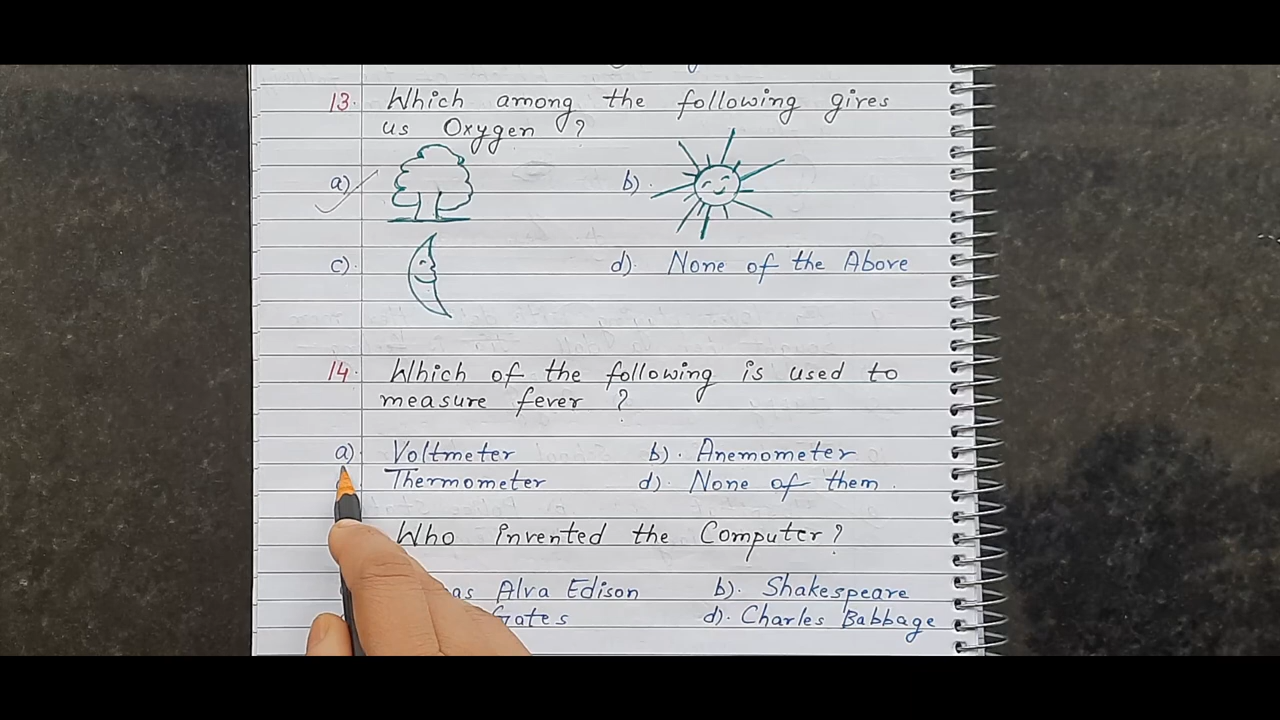 13. Which among the following gives
us Oxygen ?
a)
b).
c).
d). None of the Above
14. Which of the following is used to
measure fever ?
a). Voltmeter b). Anemometer
Thermometer d). None of them.
Who invented the Computer?
Alva Edison b). Shakespeare
Gates d). Charles Babbage